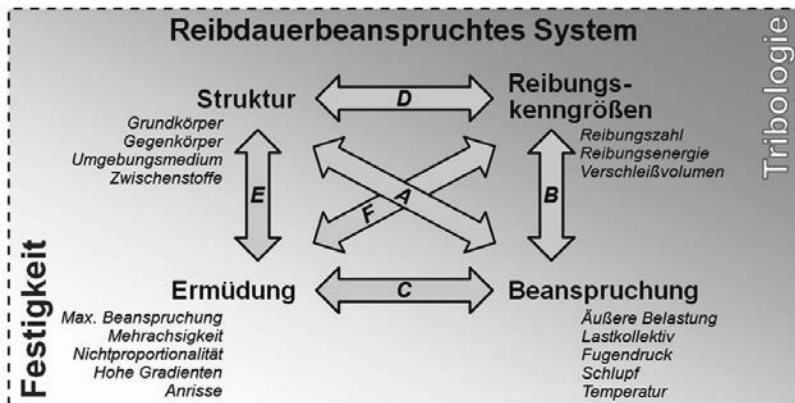 Reibdauerbeanspruchtes System
Tribologie
Struktur
Grundkörper
Gegenkörper
Umgebungsmedium
Zwischenstoffe
D
Reibungs-
kenngrößen
Reibungszahl
Reibungsenergie
Verschleißvolumen
E
F
A
B
Festigkeit
Ermüdung
Max. Beanspruchung
Mehrachsigkeit
Nichtproportionalität
Hohe Gradienten
Anrisse
C
Beanspruchung
Äußere Belastung
Lastkollektiv
Fugendruck
Schlupf
Temperatur